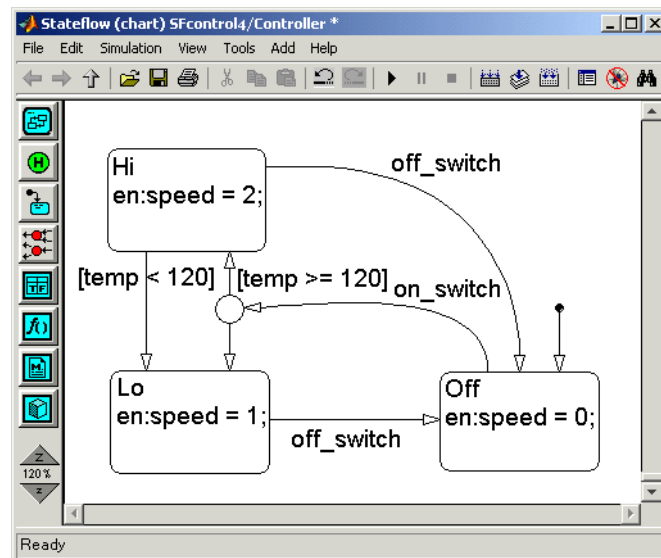 Stateflow (chart) SFcontrol4/Controller *
File Edit Simulation View Tools Add Help
Hi
en:speed = 2;
off_switch
[temp < 120] [temp >= 120]
on_switch
Lo
en:speed = 1;
off_switch
Off
en:speed = 0;
H
TF
f()
M
Z
120%
z
Ready